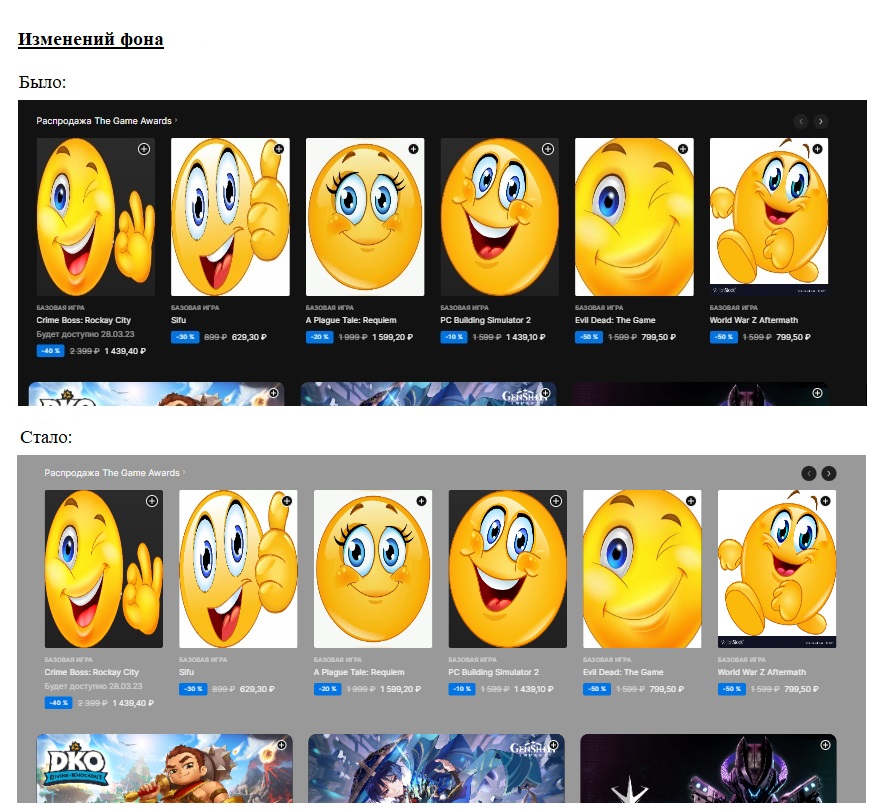 Изменений фона
Было:
Распродажа The Game Awards ›
БАЗОВАЯ ИГРА БАЗОВАЯ ИГРА БАЗОВАЯ ИГРА БАЗОВАЯ ИГРА БАЗОВАЯ ИГРА БАЗОВАЯ ИГРА
Crime Boss: Rockay City Sifu A Plague Tale: Requiem PC Building Simulator 2 Evil Dead: The Game World War Z Aftermath
Будет доступно 28.03.23 -30 % 899 ₽ 629,30 ₽ -20 % 1 999 ₽ 1 599,20 ₽ -10 % 1 599 ₽ 1 439,10 ₽ -50 % 1 599 ₽ 799,50 ₽ -50 % 1 599 ₽ 799,50 ₽
-40 % 2 399 ₽ 1 439,40 ₽
GENSHIN
Стало:
Распродажа The Game Awards ›
БАЗОВАЯ ИГРА БАЗОВАЯ ИГРА БАЗОВАЯ ИГРА БАЗОВАЯ ИГРА БАЗОВАЯ ИГРА БАЗОВАЯ ИГРА
Crime Boss: Rockay City Sifu A Plague Tale: Requiem PC Building Simulator 2 Evil Dead: The Game World War Z Aftermath
Будет доступно 28.03.23 -30 % 899 ₽ 629,30 ₽ -20 % 1 999 ₽ 1 599,20 ₽ -10 % 1 599 ₽ 1 439,10 ₽ -50 % 1 599 ₽ 799,50 ₽ -50 % 1 599 ₽ 799,50 ₽
-40 % 2 399 ₽ 1 439,40 ₽
DKO GENSHIN
DIVINE KNOCKOUT